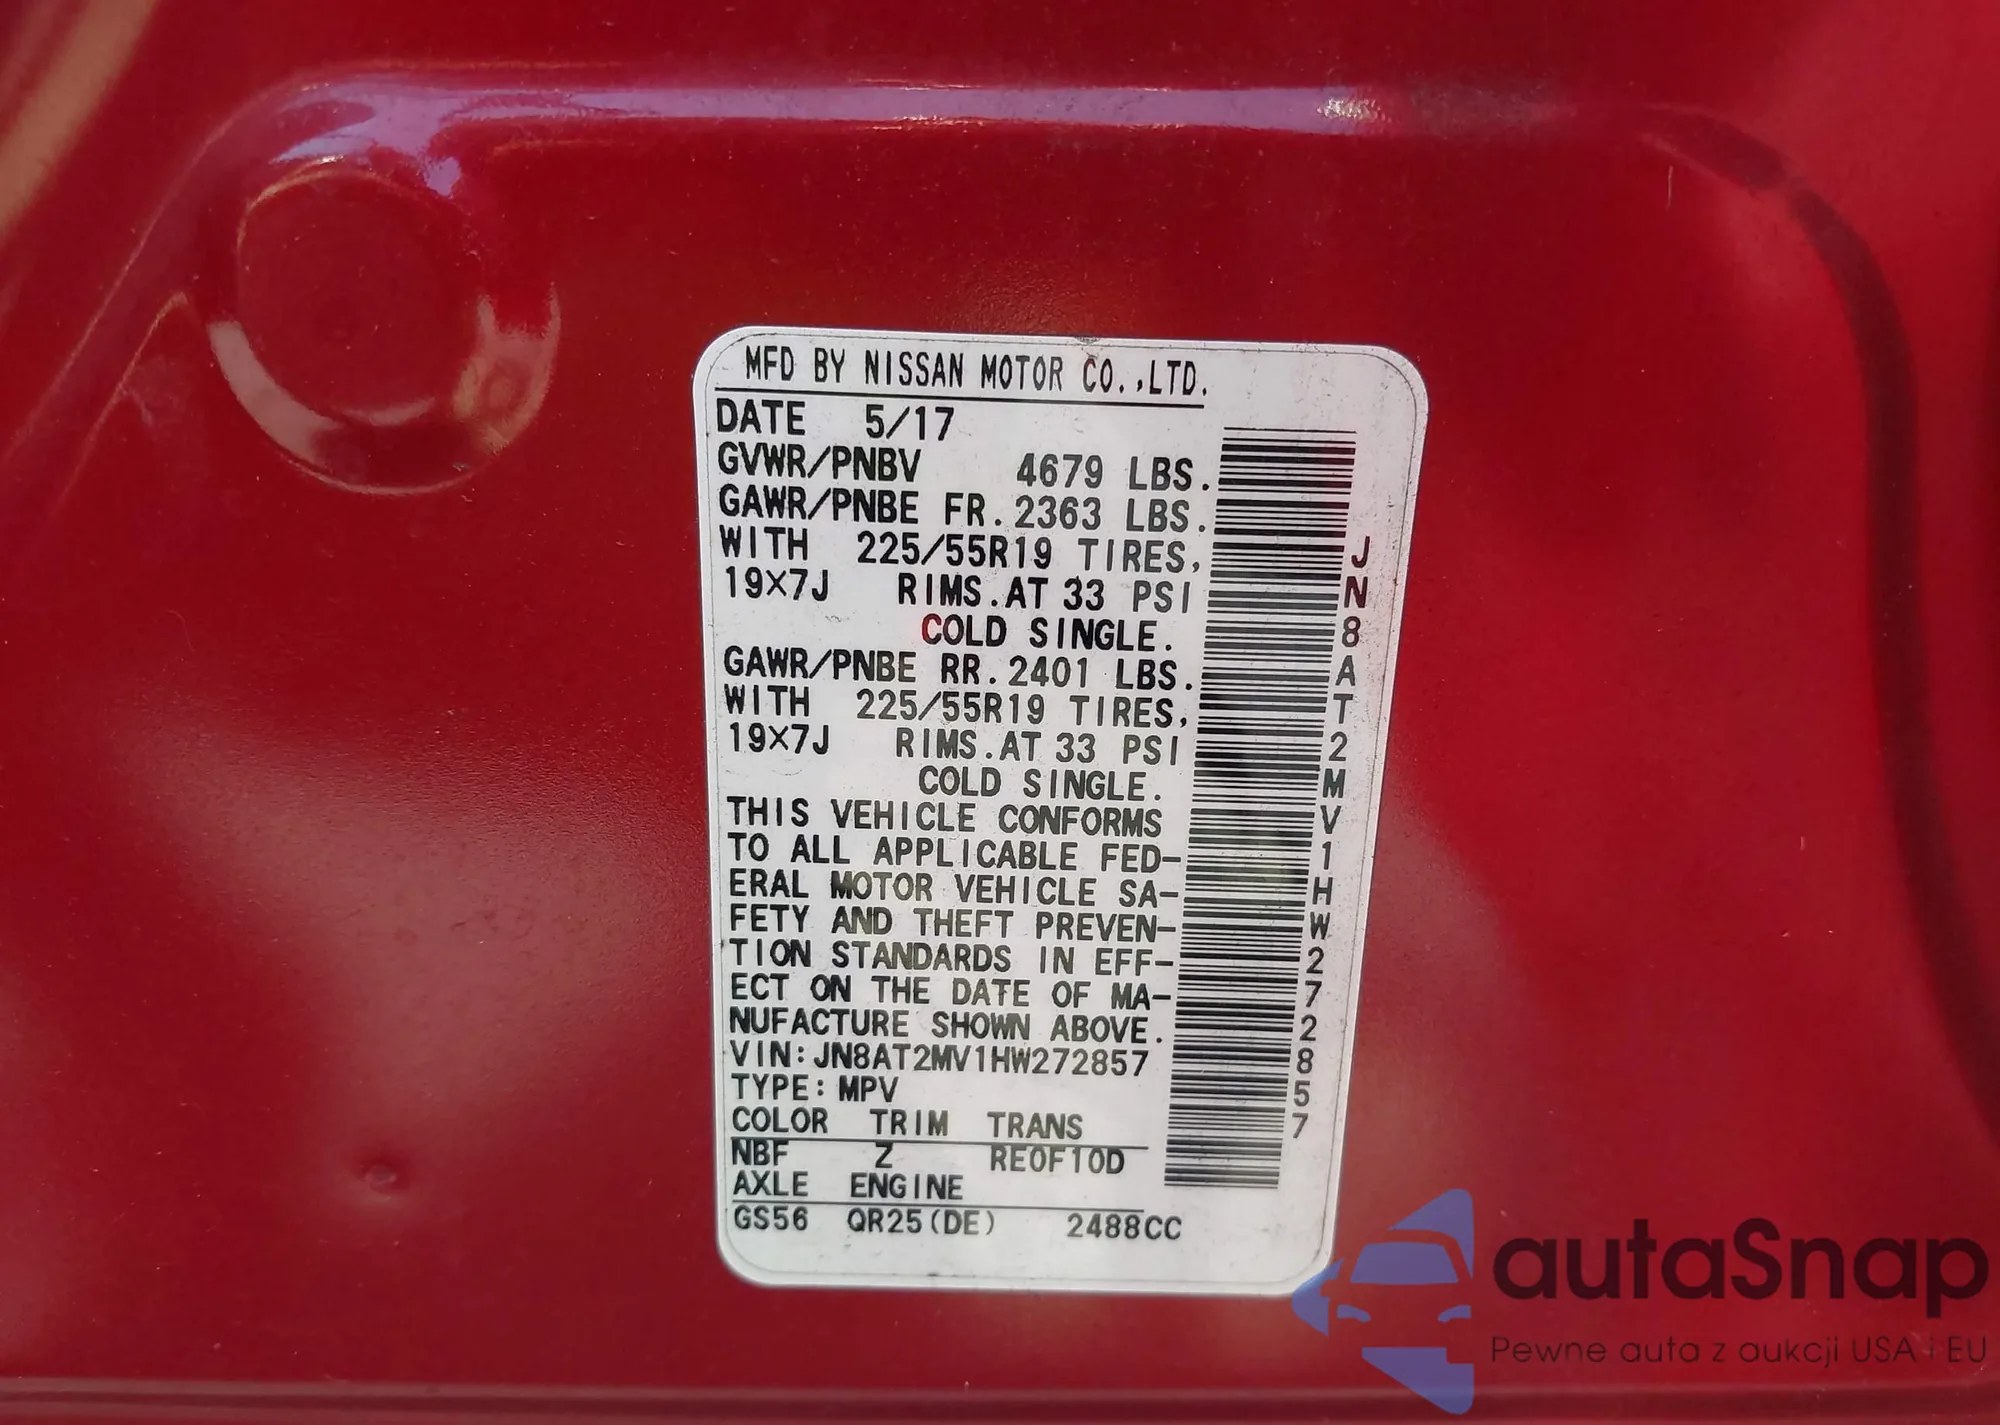 MFD BY NISSAN MOTOR CO.,LTD.
DATE 5/17
GVWR/PNBV 4679 LBS.
GAWR/PNBE FR. 2363 LBS.
WITH 225/55R19 TIRES,
19×7J RIMS.AT 33 PSI
COLD SINGLE.
GAWR/PNBE RR. 2401 LBS.
WITH 225/55R19 TIRES,
19×7J RIMS.AT 33 PSI
COLD SINGLE.
THIS VEHICLE CONFORMS
TO ALL APPLICABLE FED-
ERAL MOTOR VEHICLE SA-
FETY AND THEFT PREVEN-
TION STANDARDS IN EFF-
ECT ON THE DATE OF MA-
NUFACTURE SHOWN ABOVE.
VIN:JN8AT2MV1HW272857
TYPE:MPV
COLOR TRIM TRANS
NBF Z RE0F10D
AXLE ENGINE
GS56 QR25(DE) 2488CC
JN8AT2MV1HW272857
autaSnap
Pewne auta z aukcji USA i EU